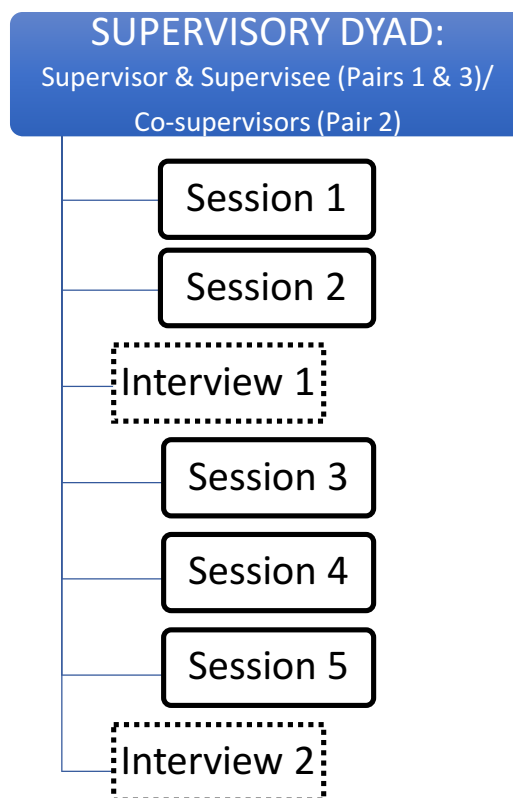 SUPERVISORY DYAD:
Supervisor & Supervisee (Pairs 1 & 3)/
Co-supervisors (Pair 2)
Session 1
Session 2
Interview 1
Session 3
Session 4
Session 5
Interview 2